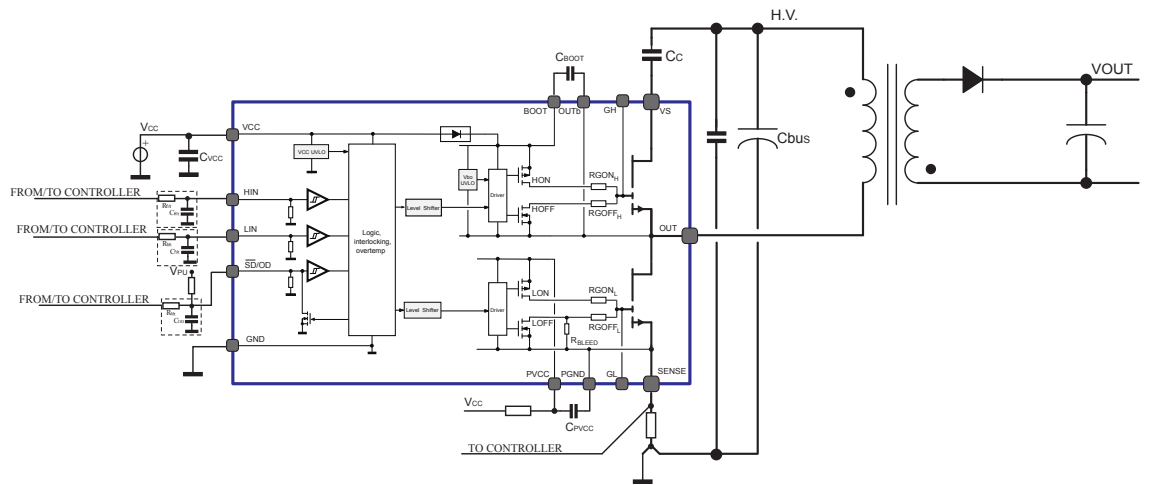 H.V.
CBOOT
CC
VOUT
BOOT
OUTb
GH
VS
VCC
VCC
CVCC
VCC UVLO
Cbus
FROM/TO CONTROLLER
HIN
Vbo UVLO
HON
RGONH
Driver
HOFF
RGOFFH
Level Shifter
FROM/TO CONTROLLER
LIN
OUT
Logic,
interlocking,
overtemp
VPU
SD/OD
FROM/TO CONTROLLER
LON
RGONL
Level Shifter
Driver
LOFF
RGOFFL
RBLEED
GND
PVCC
PGND
GL
SENSE
VCC
CPVCC
TO CONTROLLER